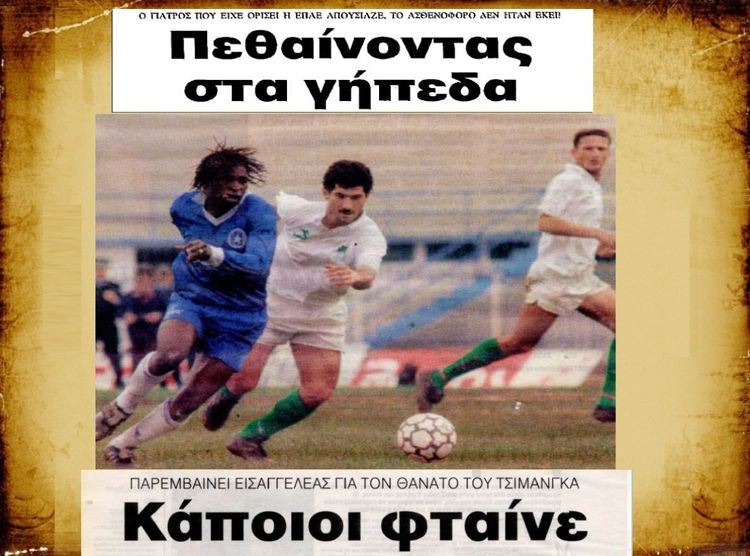 Ο ΓΙΑΤΡΟΣ ΠΟΥ ΕΙΧΕ ΟΡΙΣΕΙ Η ΕΠΑΕ ΑΠΟΥΣΙΑΖΕ, ΤΟ ΑΣΘΕΝΟΦΟΡΟ ΔΕΝ ΗΤΑΝ ΕΚΕΙ!
Πεθαίνοντας
στα γήπεδα
ΠΑΡΕΜΒΑΙΝΕΙ ΕΙΣΑΓΓΕΛΕΑΣ ΓΙΑ ΤΟΝ ΘΑΝΑΤΟ ΤΟΥ ΤΣΙΜΑΝΓΚΑ
Κάποιοι φταίνε